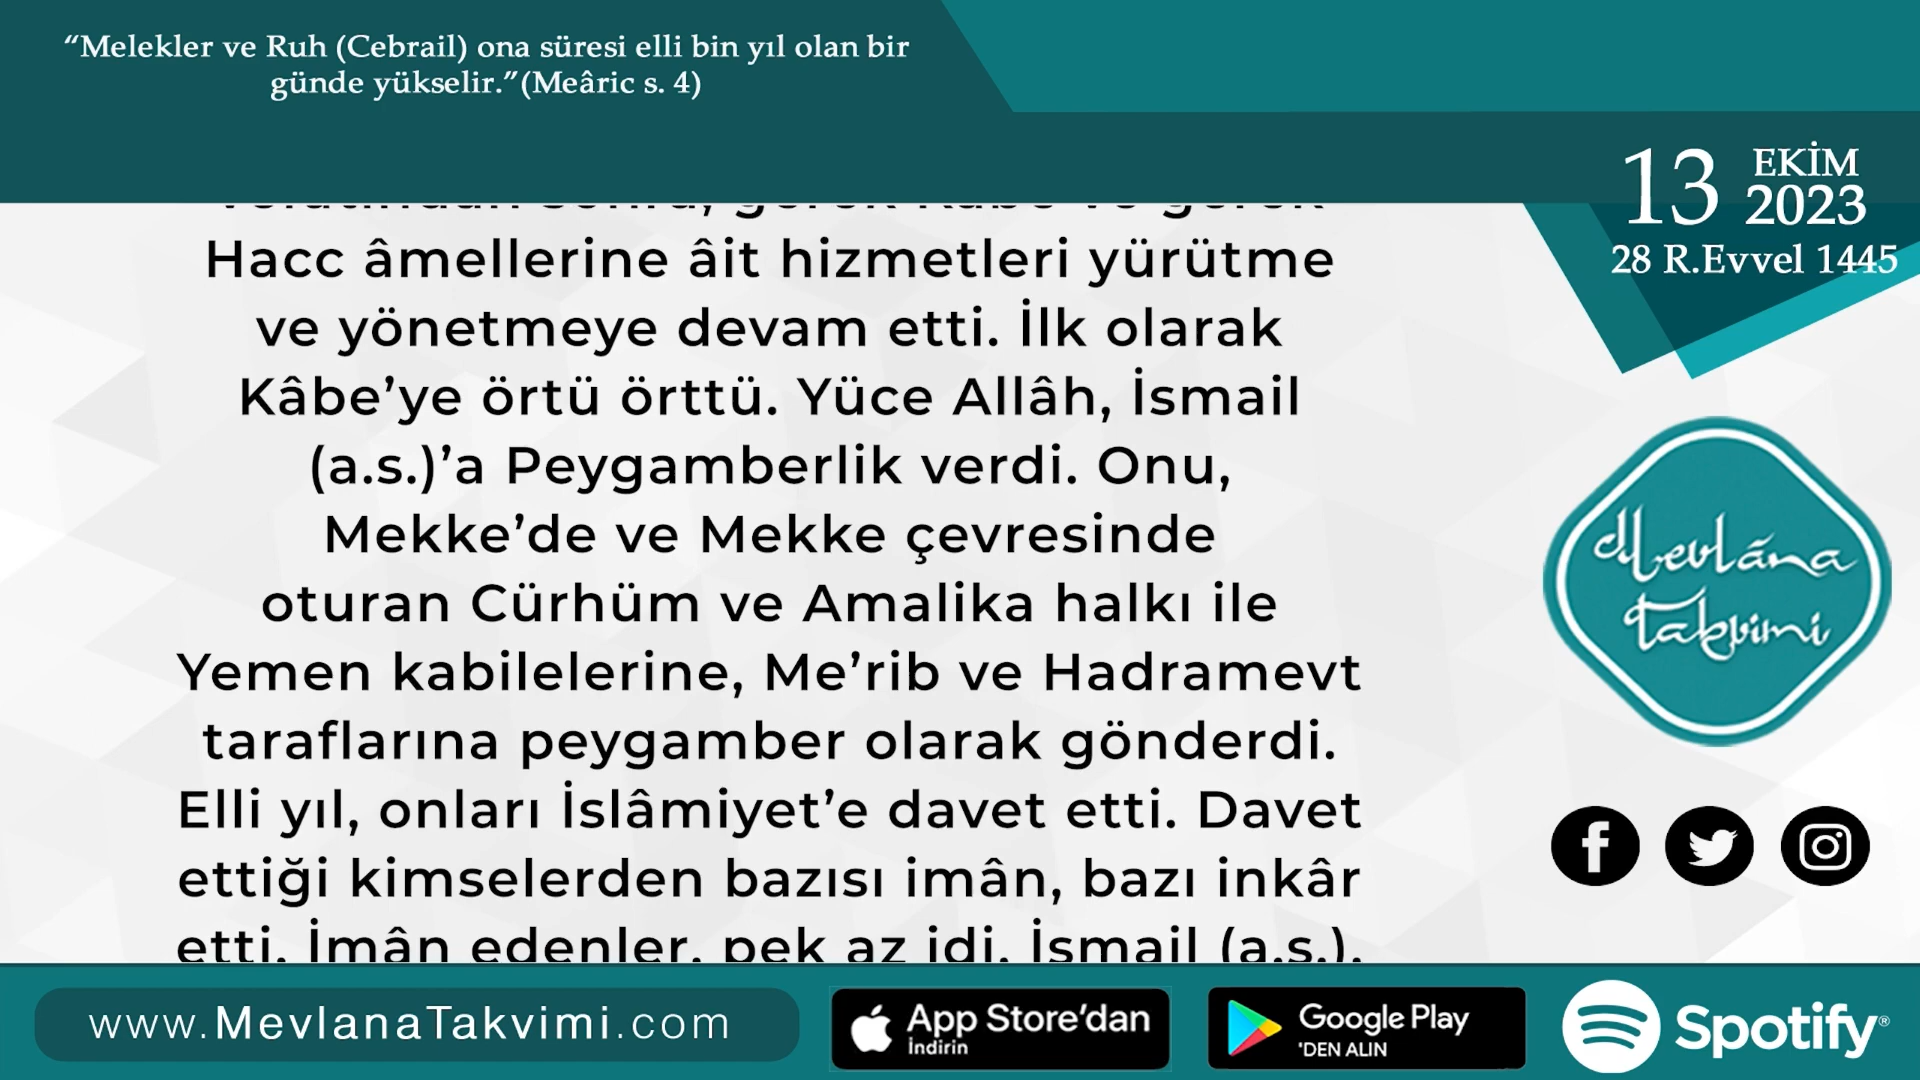 “Melekler ve Ruh (Cebrail) ona süresi elli bin yıl olan bir
günde yükselir.”(Meâric s. 4)
13 EKİM
2023
28 R.Evvel 1445
Hacc âmellerine âit hizmetleri yürütme
ve yönetmeye devam etti. İlk olarak
Kâbe’ye örtü örttü. Yüce Allâh, İsmail
(a.s.)’a Peygamberlik verdi. Onu,
Mekke’de ve Mekke çevresinde
oturan Cürhüm ve Amalika halkı ile
Yemen kabilelerine, Me’rib ve Hadramevt
taraflarına peygamber olarak gönderdi.
Elli yıl, onları İslâmiyet’e davet etti. Davet
ettiği kimselerden bazısı imân, bazı inkâr
etti. İmân edenler, pek az idi. İsmail (a.s.),
Mevlâna
Takvimi
www.MevlanaTakvimi.com
App Store’dan
İndirin
Google Play
'DEN ALIN
Spotify®